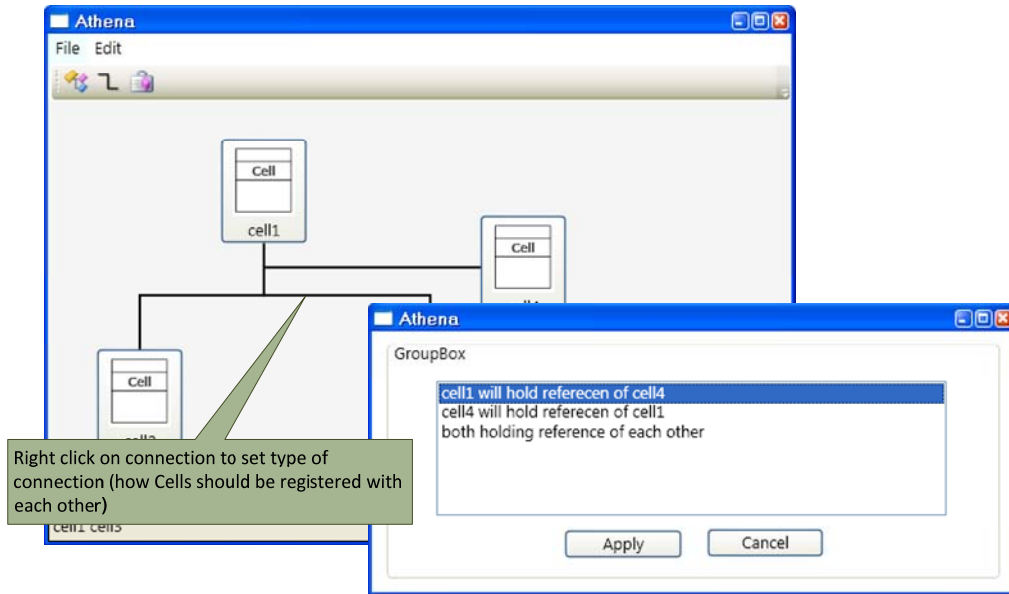 Athena
File Edit
Cell
cell1
Cell
Cell
Right click on connection to set type of
connection (how Cells should be registered with
each other)
cell1 cell3
Athena
GroupBox
cell1 will hold referecen of cell4
cell4 will hold referecen of cell1
both holding reference of each other
Apply Cancel